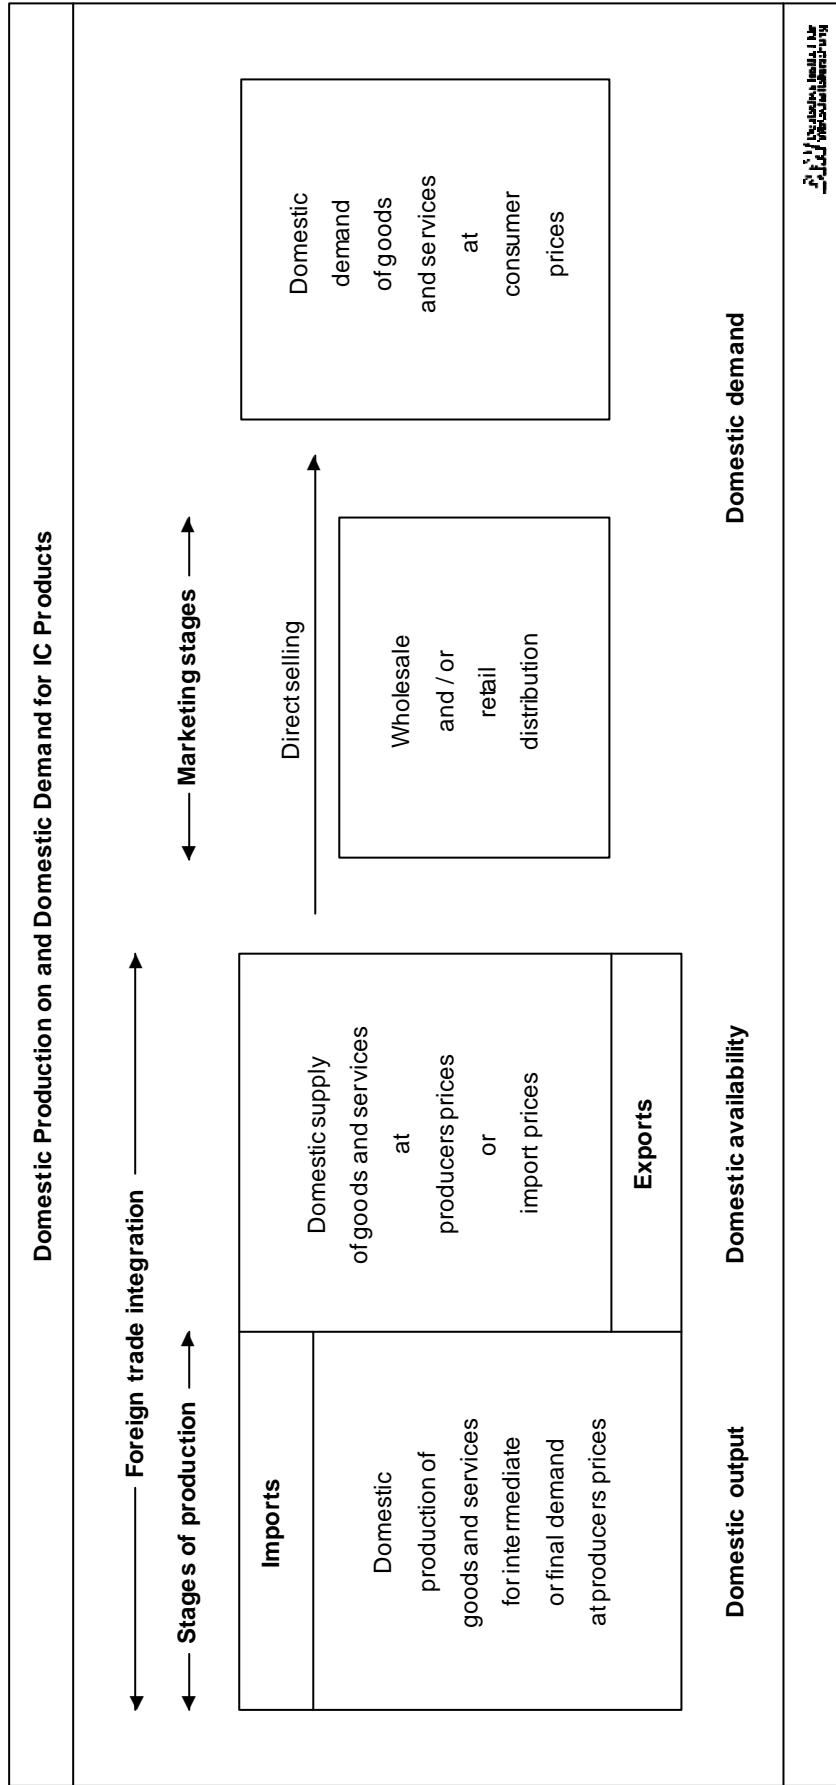 Domestic Production on and Domestic Demand for IC Products
Foreign trade integration
Stages of production
Marketing stages
Imports
Domestic
production of
goods and services
for intermediate
or final demand
at producers prices
Domestic supply
of goods and services
at
producers prices
or
import prices
Exports
Direct selling
Wholesale
and / or
retail
distribution
Domestic
demand
of goods
and services
at
consumer
prices
Domestic output
Domestic availability
Domestic demand